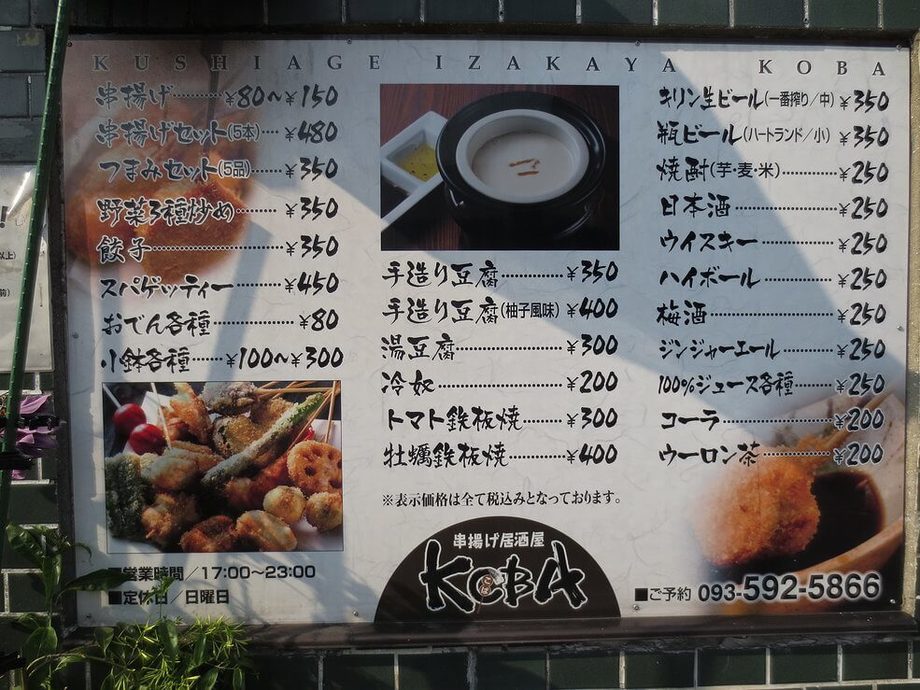 KUSHIAGE IZAKAYA KOBA
串揚げ……¥80～¥150
串揚げセット(5本)…¥480
つまみセット(5品)……¥350
野菜3種炒め……¥350
餃子……¥350
スパゲッティー……¥450
おでん各種……¥80
小鉢各種……¥100～¥300
営業時間／17:00～23:00
■定休日／日曜日
手造り豆腐……¥350
手造り豆腐(柚子風味)¥400
湯豆腐……¥300
冷奴……¥200
トマト鉄板焼……¥300
牡蠣鉄板焼……¥400
※表示価格は全て税込みとなっております。
串揚げ居酒屋
KOBA
キリン生ビール(一番搾り／中)¥350
瓶ビール(ハートランド／小)¥350
焼酎(芋・麦・米)……¥250
日本酒……¥250
ウイスキー……¥250
ハイボール……¥250
梅酒……¥250
ジンジャーエール……¥250
100%ジュース各種……¥250
コーラ……¥200
ウーロン茶……¥200
■ご予約 093-592-5866